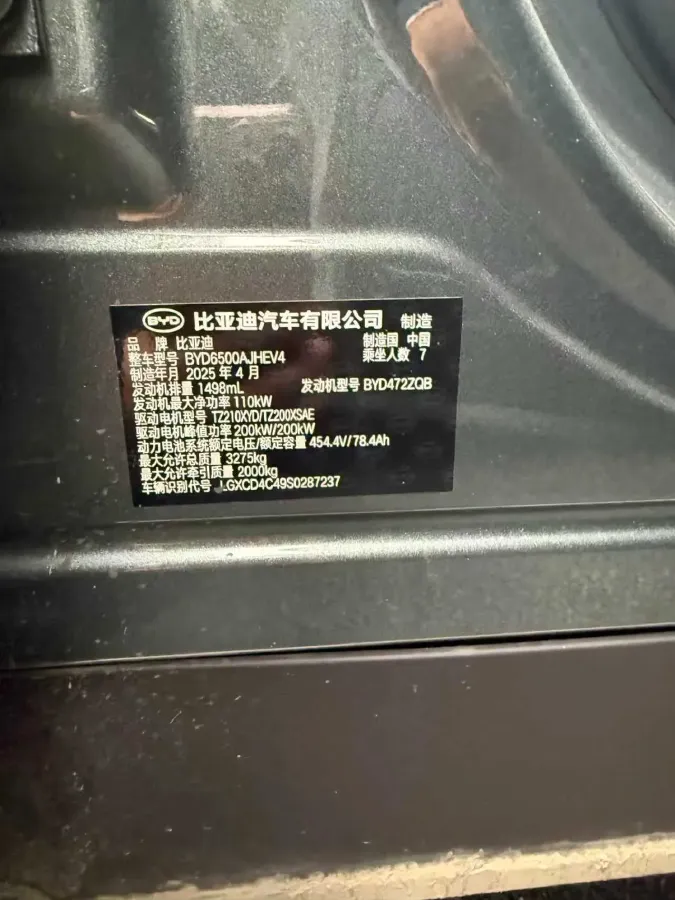 BYD 比亚迪汽车有限公司 制造
品 牌 比亚迪 制造国 中国
整车型号 BYD6500AJHEV4 乘坐人数 7
制造年月 2025 年 4 月
发动机排量 1498mL 发动机型号 BYD472ZQB
发动机最大净功率 110kW
驱动电机型号 TZ210XYD/TZ200XSAE
驱动电机峰值功率 200kW/200kW
动力电池系统额定电压/额定容量 454.4V/78.4Ah
最大允许总质量 3275kg
最大允许牵引质量 2000kg
车辆识别代号 LGXCD4C49S0287237